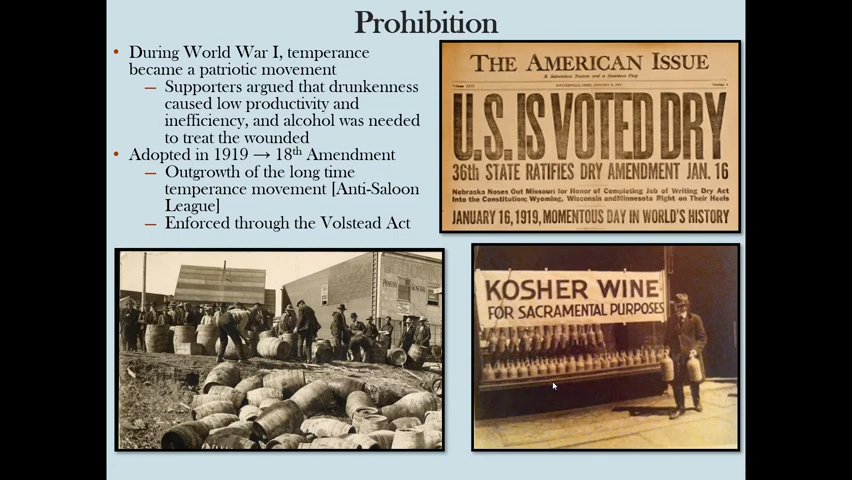 Prohibition
• During World War I, temperance
became a patriotic movement
– Supporters argued that drunkenness
caused low productivity and
inefficiency, and alcohol was needed
to treat the wounded
• Adopted in 1919 → 18th Amendment
– Outgrowth of the long time
temperance movement [Anti-Saloon
League]
– Enforced through the Volstead Act
THE AMERICAN ISSUE
A Saloonless Nation and a Stainless Flag
U.S. IS VOTED DRY
36th STATE RATIFIES DRY AMENDMENT JAN. 16
Nebraska Noses Out Missouri for Honor of Completing Job of Writing Dry Act
Into the Constitution; Wyoming, Wisconsin and Minnesota Right on Their Heels
JANUARY 16, 1919, MOMENTOUS DAY IN WORLD'S HISTORY
KOSHER WINE
FOR SACRAMENTAL PURPOSES